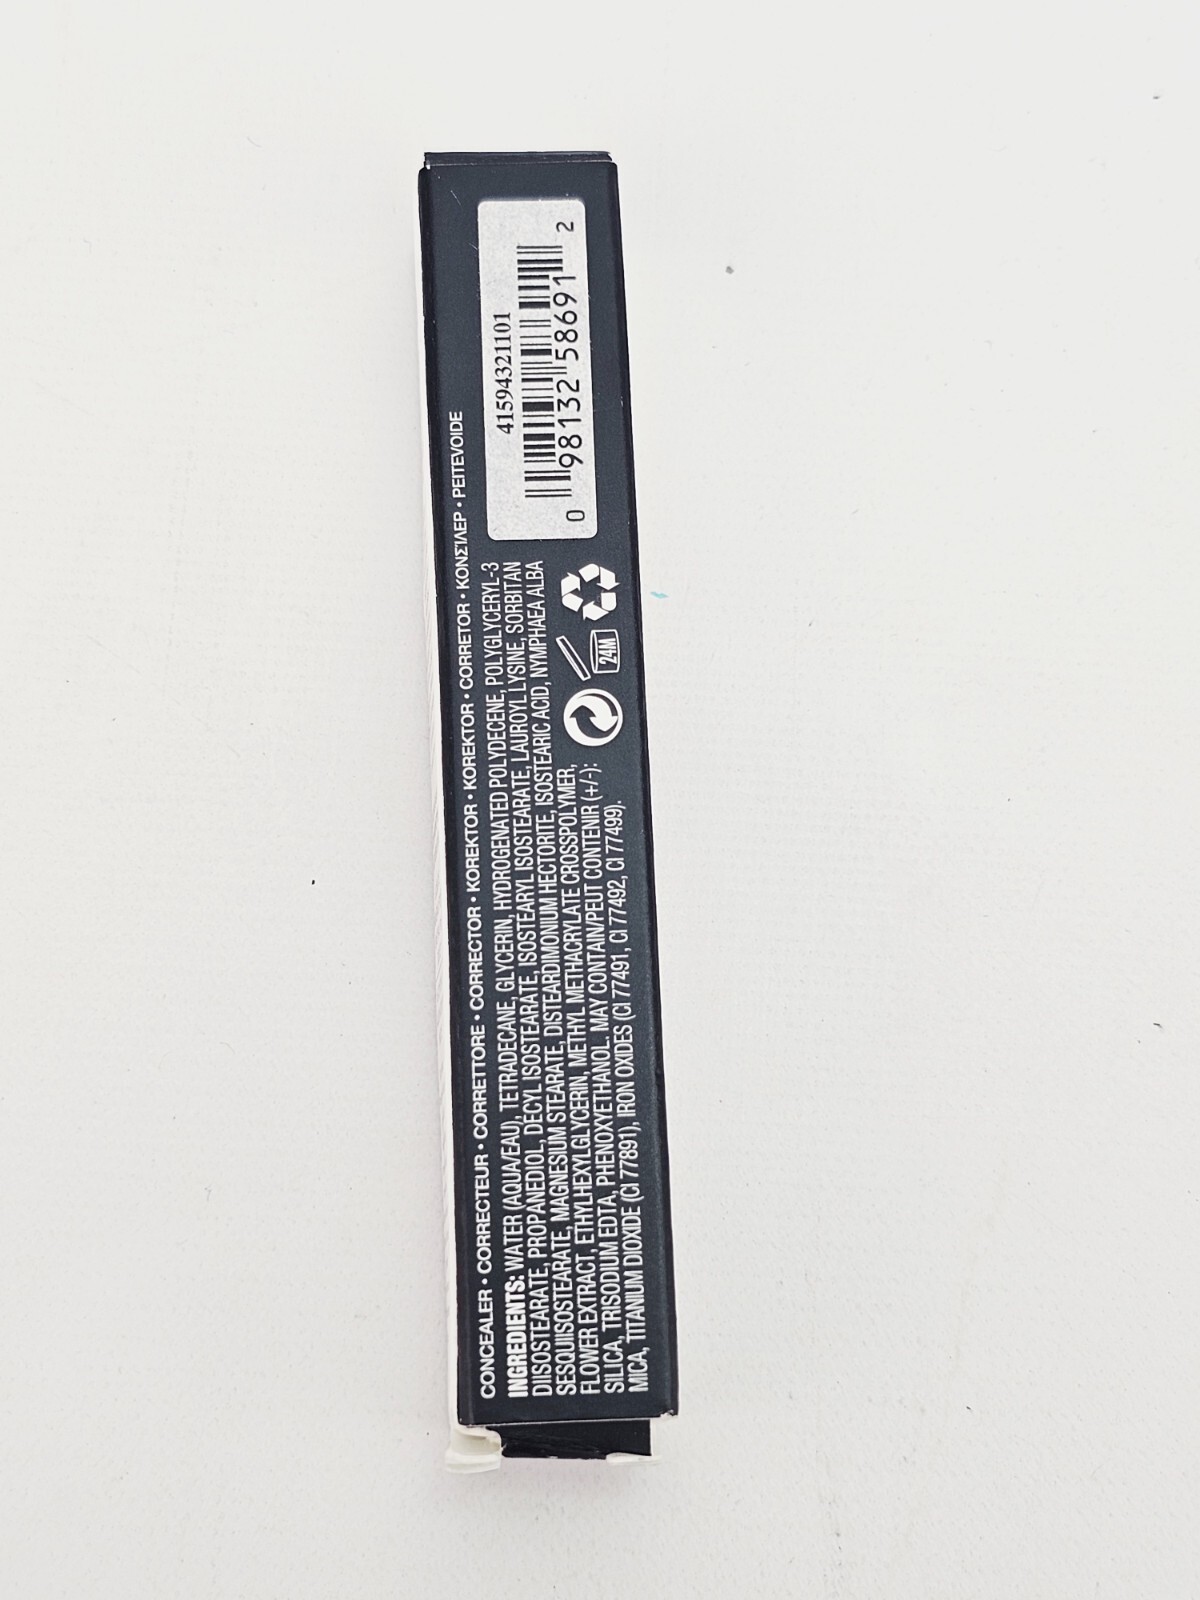 CONCEALER • CORRECTEUR • CORRETTORE • CORRECTOR • KOREKTOR • KOREKTOR • CORRETOR • ΚΟΝΣΙΛΕΡ • PEITEVOIDE
INGREDIENTS: WATER (AQUA/EAU), TETRADECANE, GLYCERIN, HYDROGENATED POLYDECENE, POLYGLYCERYL-3
DIISOSTEARATE, PROPANEDIOL, DECYL ISOSTEARATE, ISOSTEARYL ISOSTEARATE, LAUROYL LYSINE, SORBITAN
SESQUIISOSTEARATE, MAGNESIUM STEARATE, DISTEARDIMONIUM HECTORITE, ISOSTEARIC ACID, NYMPHAEA ALBA
FLOWER EXTRACT, ETHYLHEXYLGLYCERIN, METHYL METHACRYLATE CROSSPOLYMER,
SILICA, TRISODIUM EDTA, PHENOXYETHANOL. MAY CONTAIN/PEUT CONTENIR (+/-):
MICA, TITANIUM DIOXIDE (CI 77891), IRON OXIDES (CI 77491, CI 77492, CI 77499).
24M
41594321101
0 98132 58691 2